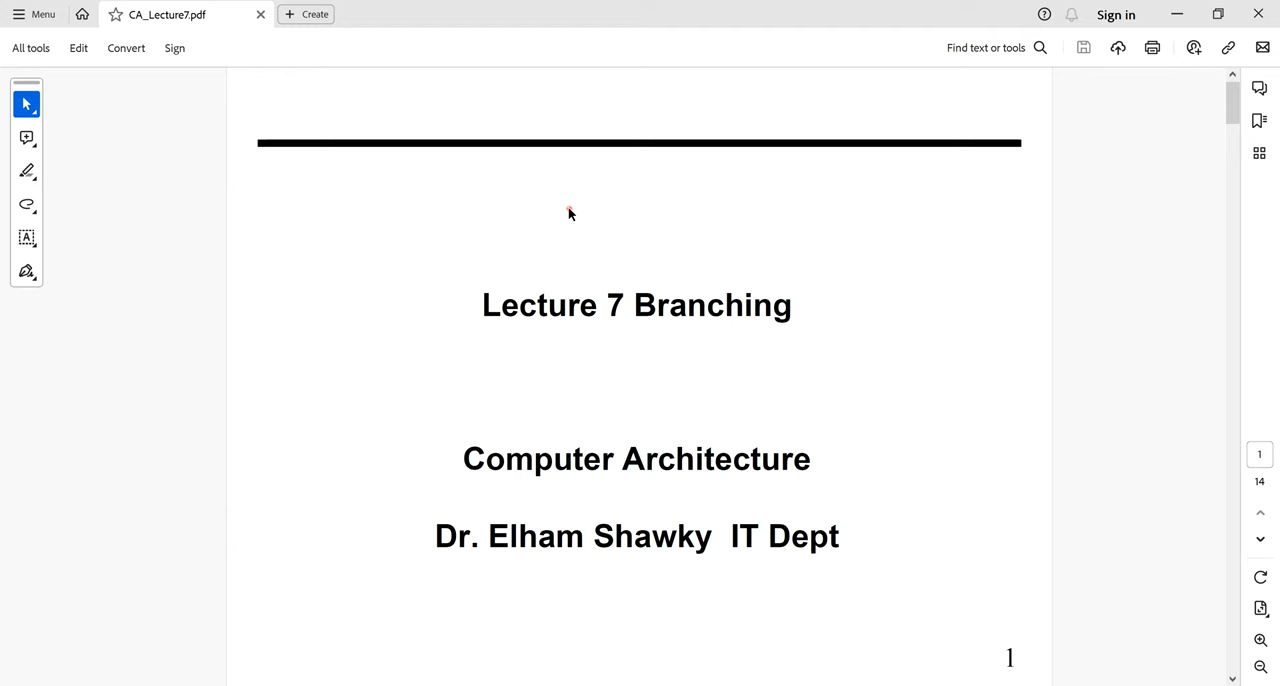 Menu
CA_Lecture7.pdf
Create
Sign in
All tools
Edit
Convert
Sign
Find text or tools
Lecture 7 Branching
Computer Architecture
Dr. Elham Shawky IT Dept
1
1
14